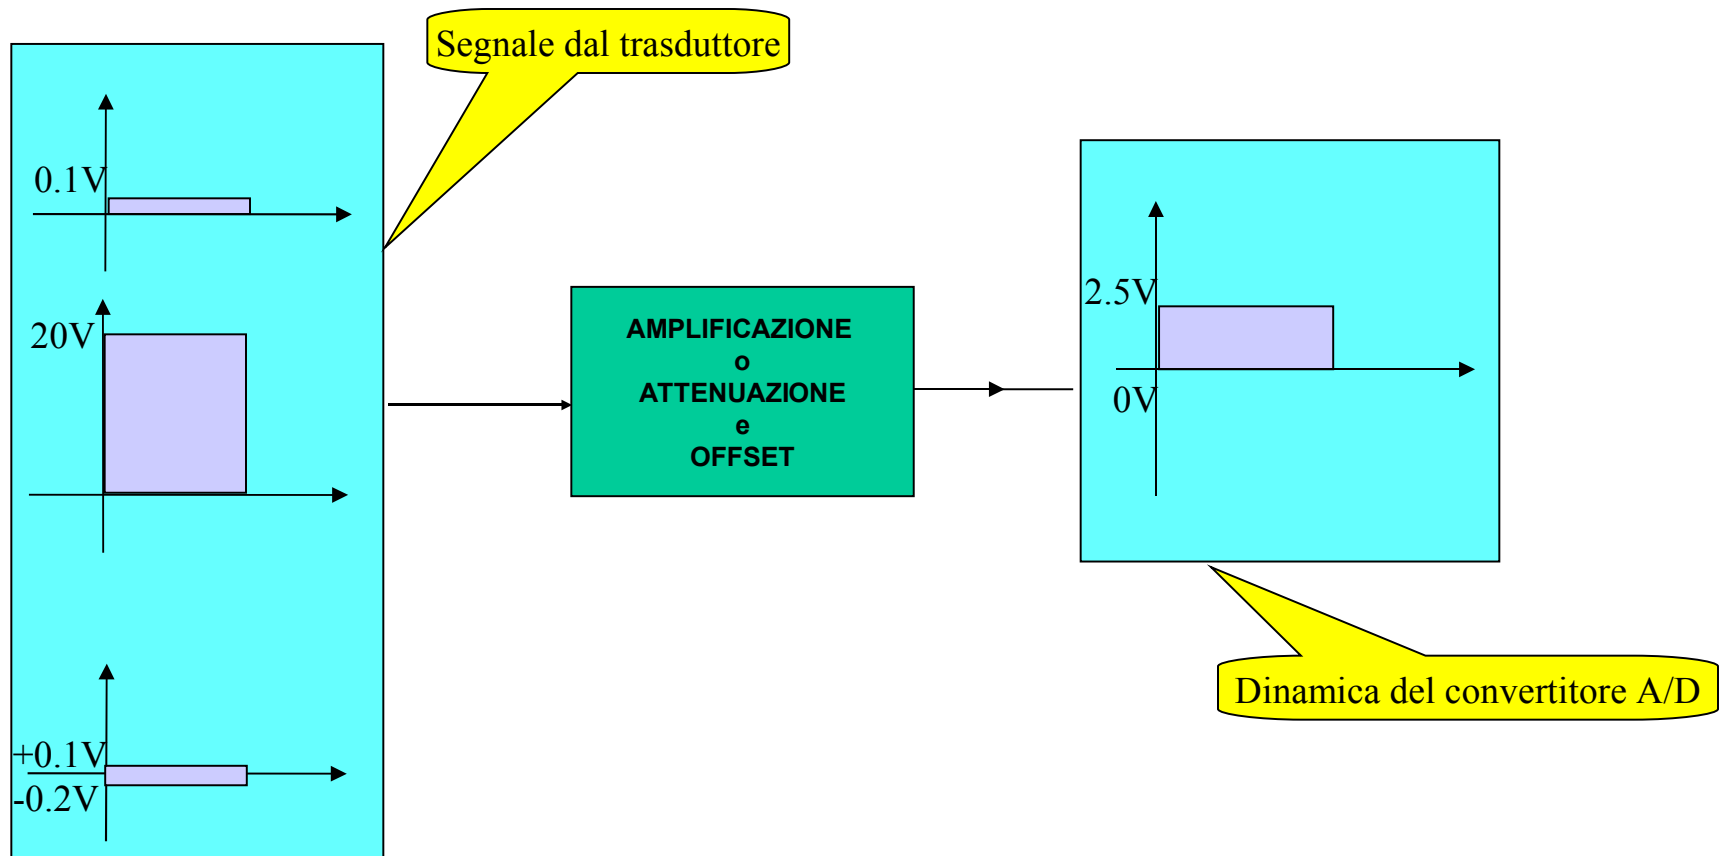 Segnale dal trasduttore
0.1V
20V
+0.1V
-0.2V
AMPLIFICAZIONE
o
ATTENUAZIONE
e
OFFSET
2.5V
0V
Dinamica del convertitore A/D